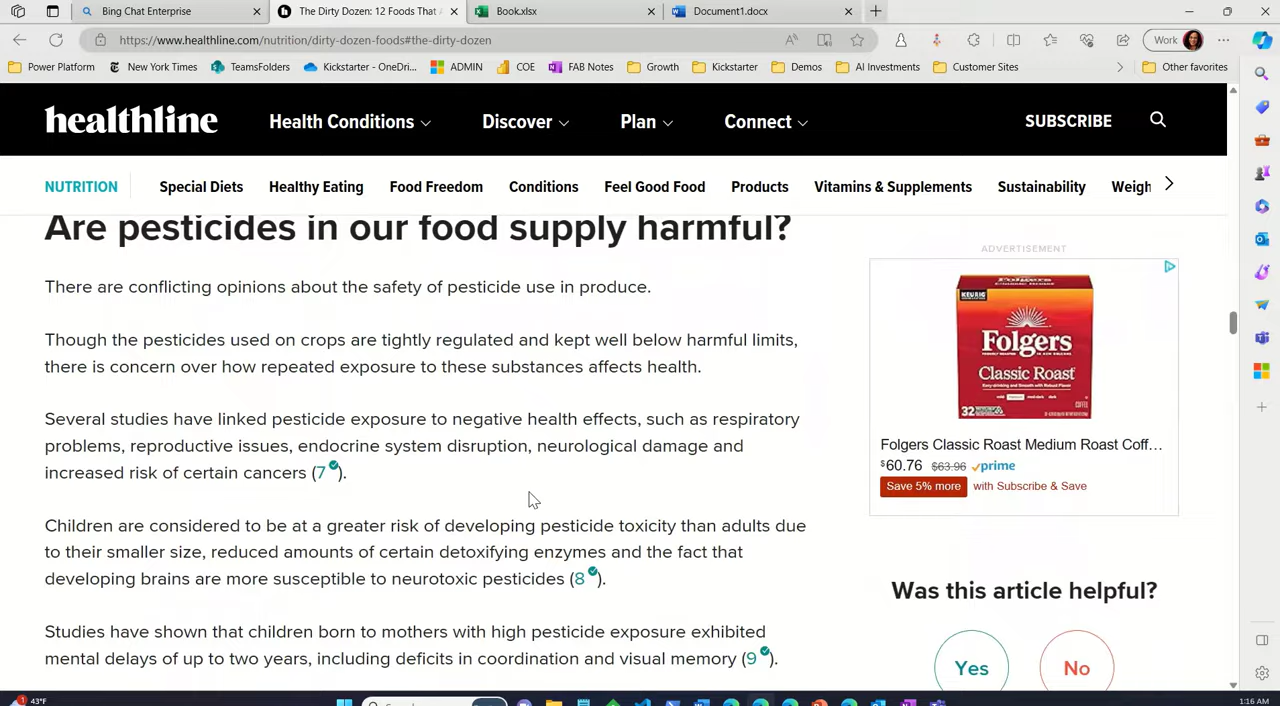 Bing Chat Enterprise
The Dirty Dozen: 12 Foods That
Book.xlsx
Document1.docx
https://www.healthline.com/nutrition/dirty-dozen-foods#the-dirty-dozen
Work
Power Platform
New York Times
TeamsFolders
Kickstarter - OneDri...
ADMIN
COE
FAB Notes
Growth
Kickstarter
Demos
AI Investments
Customer Sites
Other favorites
healthline
Health Conditions
Discover
Plan
Connect
SUBSCRIBE
NUTRITION
Special Diets
Healthy Eating
Food Freedom
Conditions
Feel Good Food
Products
Vitamins & Supplements
Sustainability
Weigh
Are pesticides in our food supply harmful?
There are conflicting opinions about the safety of pesticide use in produce.
Though the pesticides used on crops are tightly regulated and kept well below harmful limits,
there is concern over how repeated exposure to these substances affects health.
Several studies have linked pesticide exposure to negative health effects, such as respiratory
problems, reproductive issues, endocrine system disruption, neurological damage and
increased risk of certain cancers (7).
Children are considered to be at a greater risk of developing pesticide toxicity than adults due
to their smaller size, reduced amounts of certain detoxifying enzymes and the fact that
developing brains are more susceptible to neurotoxic pesticides (8).
Studies have shown that children born to mothers with high pesticide exposure exhibited
mental delays of up to two years, including deficits in coordination and visual memory (9).
ADVERTISEMENT
KEURIG
Folgers
Classic Roast
32
Folgers Classic Roast Medium Roast Coff...
$60.76 $63.96 prime
Save 5% more with Subscribe & Save
Was this article helpful?
Yes
No
1
43°F
1:16 AM